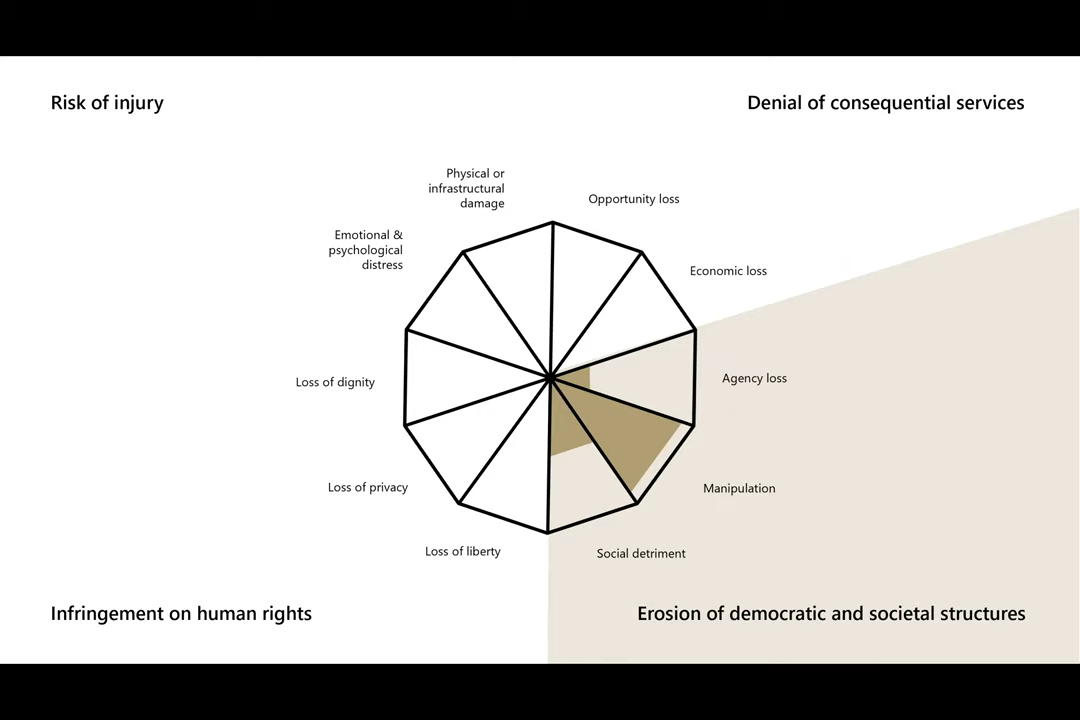 Risk of injury
Denial of consequential services
Physical or
infrastructural
damage
Opportunity loss
Emotional &
psychological
distress
Economic loss
Loss of dignity
Agency loss
Loss of privacy
Manipulation
Loss of liberty
Social detriment
Infringement on human rights
Erosion of democratic and societal structures